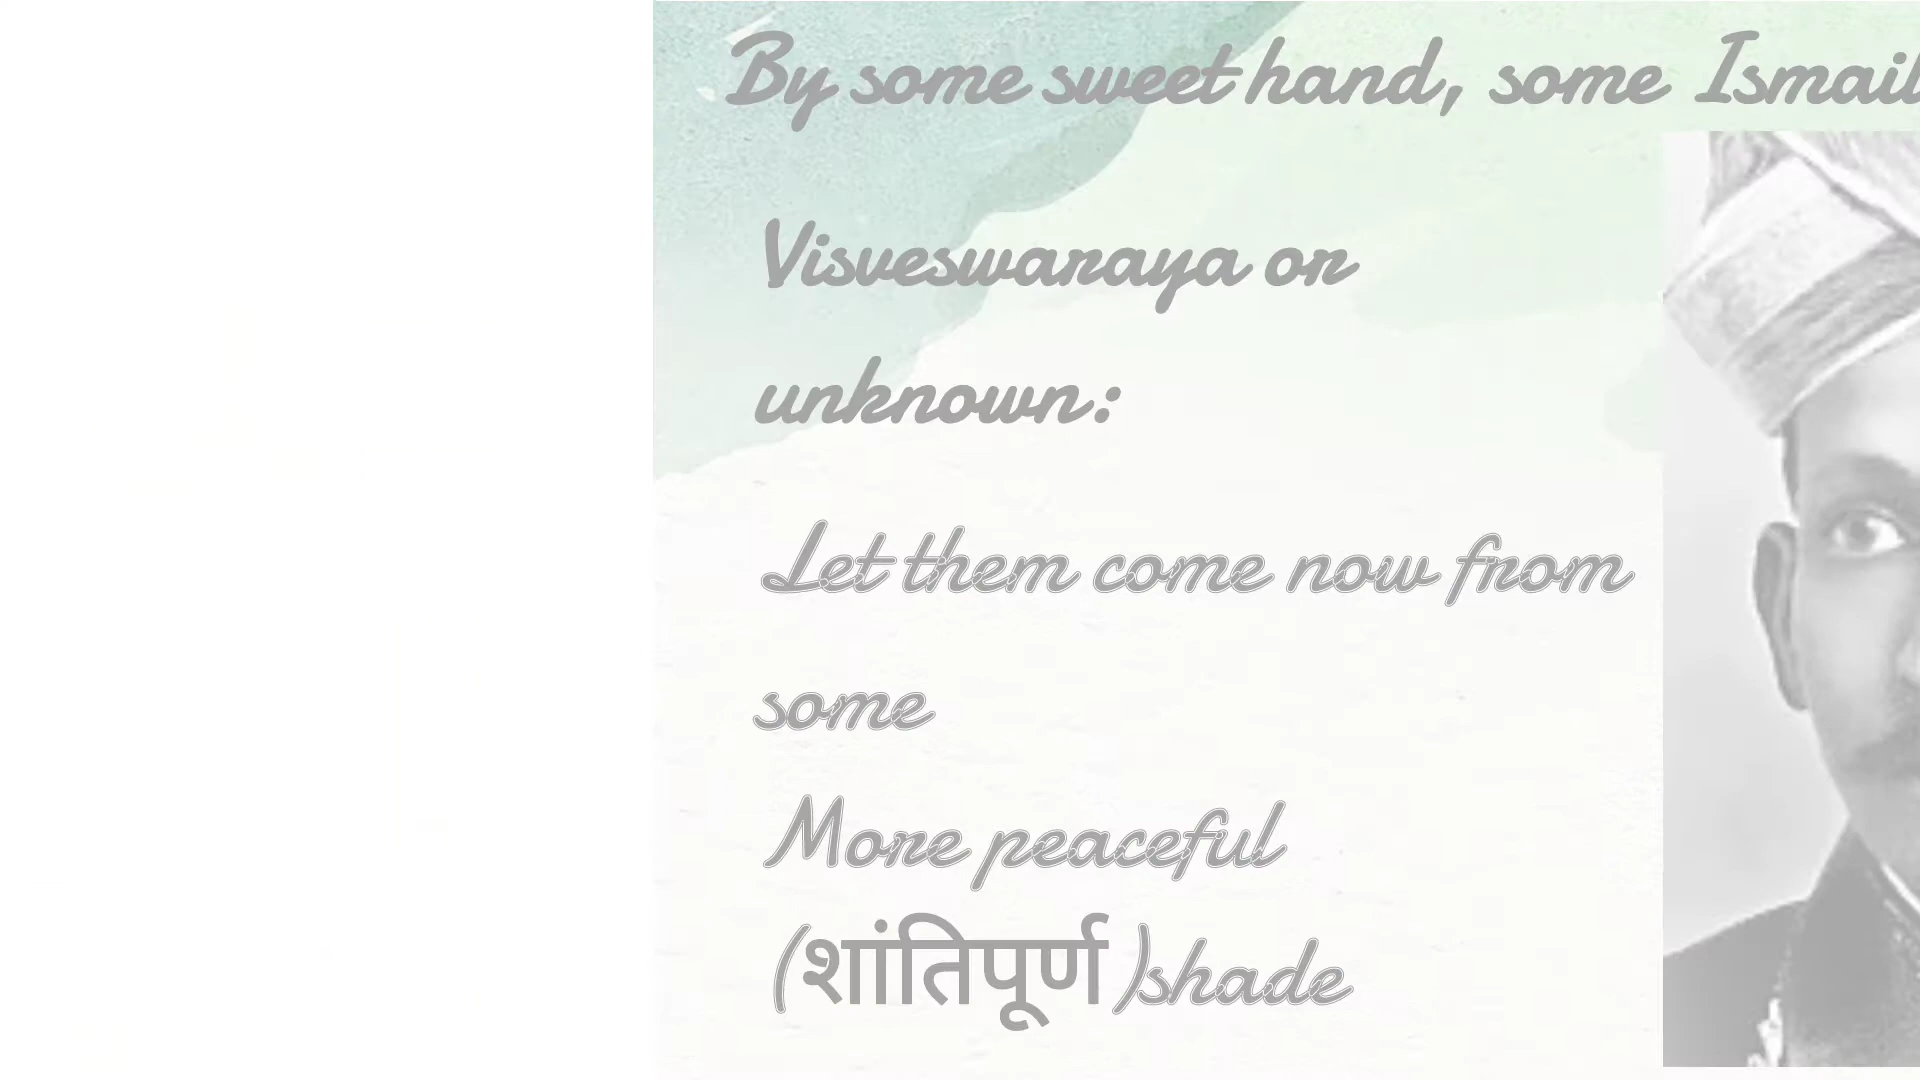 By some sweet hand, some Ismail
Visveswaraya or
unknown:
Let them come now from
some
More peaceful
(शांतिपूर्ण )shade